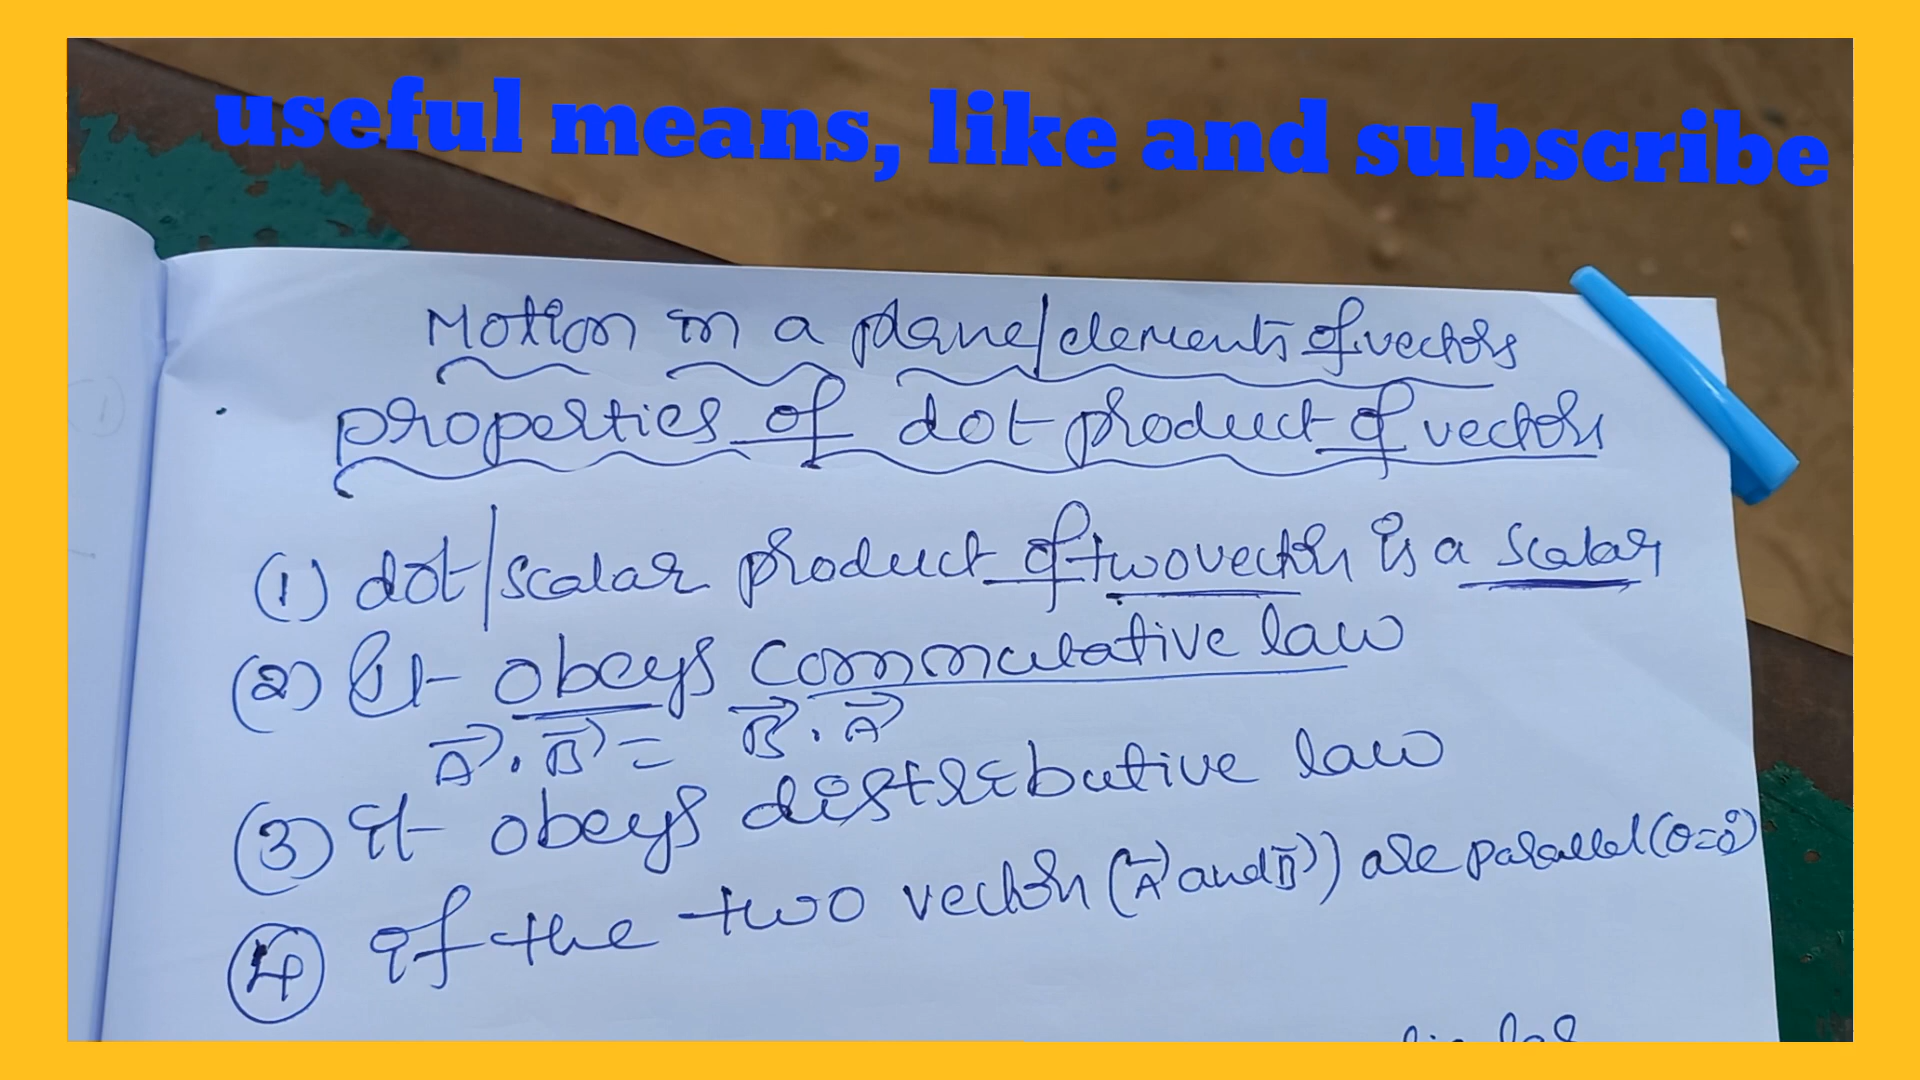 useful means, like and subscribe
Motion in a plane/elements of vectors
properties of dot product of vectors
(1) dot/scalar product of two vectors is a scalar
(2) It obeys commutative law
A⃗ . B⃗ = B⃗ . A⃗
(3) It obeys distributive law
(4) if the two vectors (A⃗ and B⃗) are parallel (θ=0°)